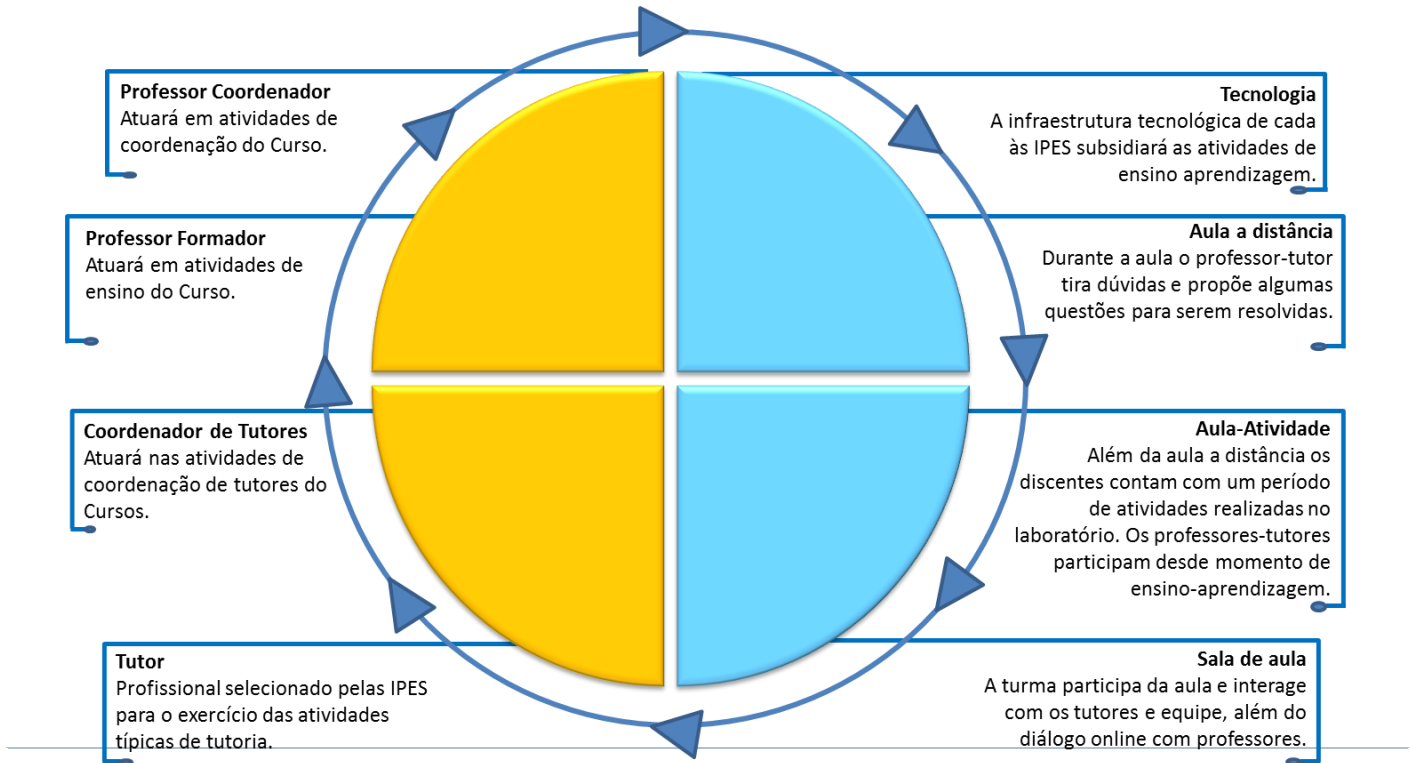 Professor Coordenador
Atuará em atividades de
coordenação do Curso.
Professor Formador
Atuará em atividades de
ensino do Curso.
Coordenador de Tutores
Atuará nas atividades de
coordenação de tutores do
Cursos.
Tutor
Profissional selecionado pelas IPES
para o exercício das atividades
típicas de tutoria.
Tecnologia
A infraestrutura tecnológica de cada
às IPES subsidiará as atividades de
ensino aprendizagem.
Aula a distância
Durante a aula o professor-tutor
tira dúvidas e propõe algumas
questões para serem resolvidas.
Aula-Atividade
Além da aula a distância os
discentes contam com um período
de atividades realizadas no
laboratório. Os professores-tutores
participam desde momento de
ensino-aprendizagem.
Sala de aula
A turma participa da aula e interage
com os tutores e equipe, além do
diálogo online com professores.